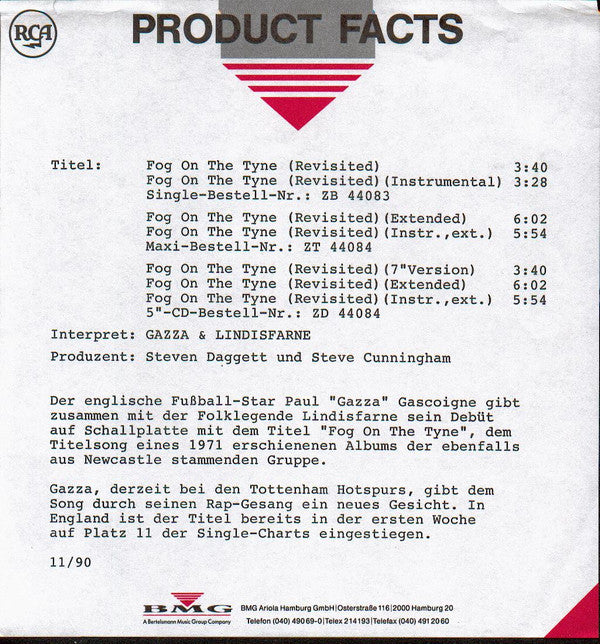 RCA
PRODUCT FACTS
Titel: Fog On The Tyne (Revisited) 3:40
Fog On The Tyne (Revisited)(Instrumental) 3:28
Single-Bestell-Nr.: ZB 44083
Fog On The Tyne (Revisited)(Extended) 6:02
Fog On The Tyne (Revisited)(Instr.,ext.) 5:54
Maxi-Bestell-Nr.: ZT 44084
Fog On The Tyne (Revisited)(7"Version) 3:40
Fog On The Tyne (Revisited)(Extended) 6:02
Fog On The Tyne (Revisited)(Instr.,ext.) 5:54
5"-CD-Bestell-Nr.: ZD 44084
Interpret: GAZZA & LINDISFARNE
Produzent: Steven Daggett und Steve Cunningham
Der englische Fußball-Star Paul "Gazza" Gascoigne gibt
zusammen mit der Folklegende Lindisfarne sein Debüt
auf Schallplatte mit dem Titel "Fog On The Tyne", dem
Titelsong eines 1971 erschienenen Albums der ebenfalls
aus Newcastle stammenden Gruppe.
Gazza, derzeit bei den Tottenham Hotspurs, gibt dem
Song durch seinen Rap-Gesang ein neues Gesicht. In
England ist der Titel bereits in der ersten Woche
auf Platz 11 der Single-Charts eingestiegen.
11/90
BMG
A Bertelsmann Music Group Company
BMG Ariola Hamburg GmbH|Osterstraße 116|2000 Hamburg 20
Telefon (040) 490 69-0|Telex 214193|Telefax (040) 491 20 60